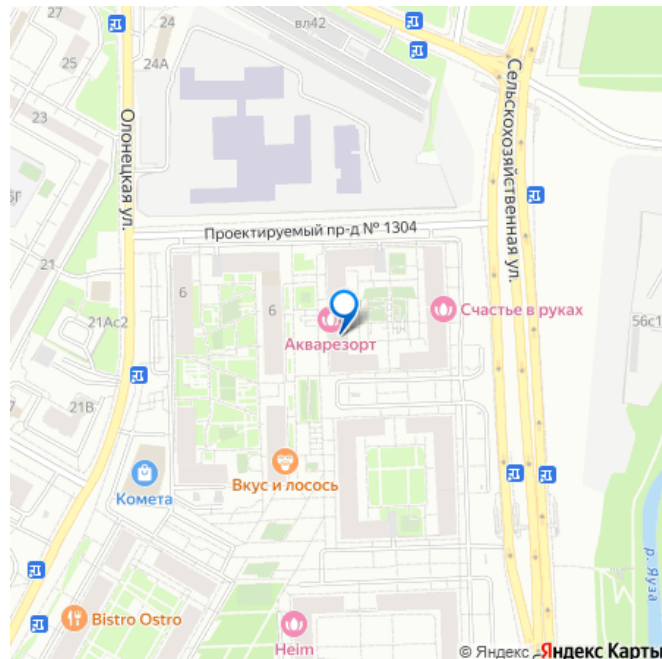 27
вл42
25
24А
23
Олонецкая ул.
Сельскохозяйственная ул.
Проектируемый пр-д № 1304
21
6
6
21Ас2
Счастье в руках
Акварезорт
56с1
21В
Вкус и лосось
Комета
р. Яуза
Bistro Ostro
Heim
© Яндекс
Яндекс Карты